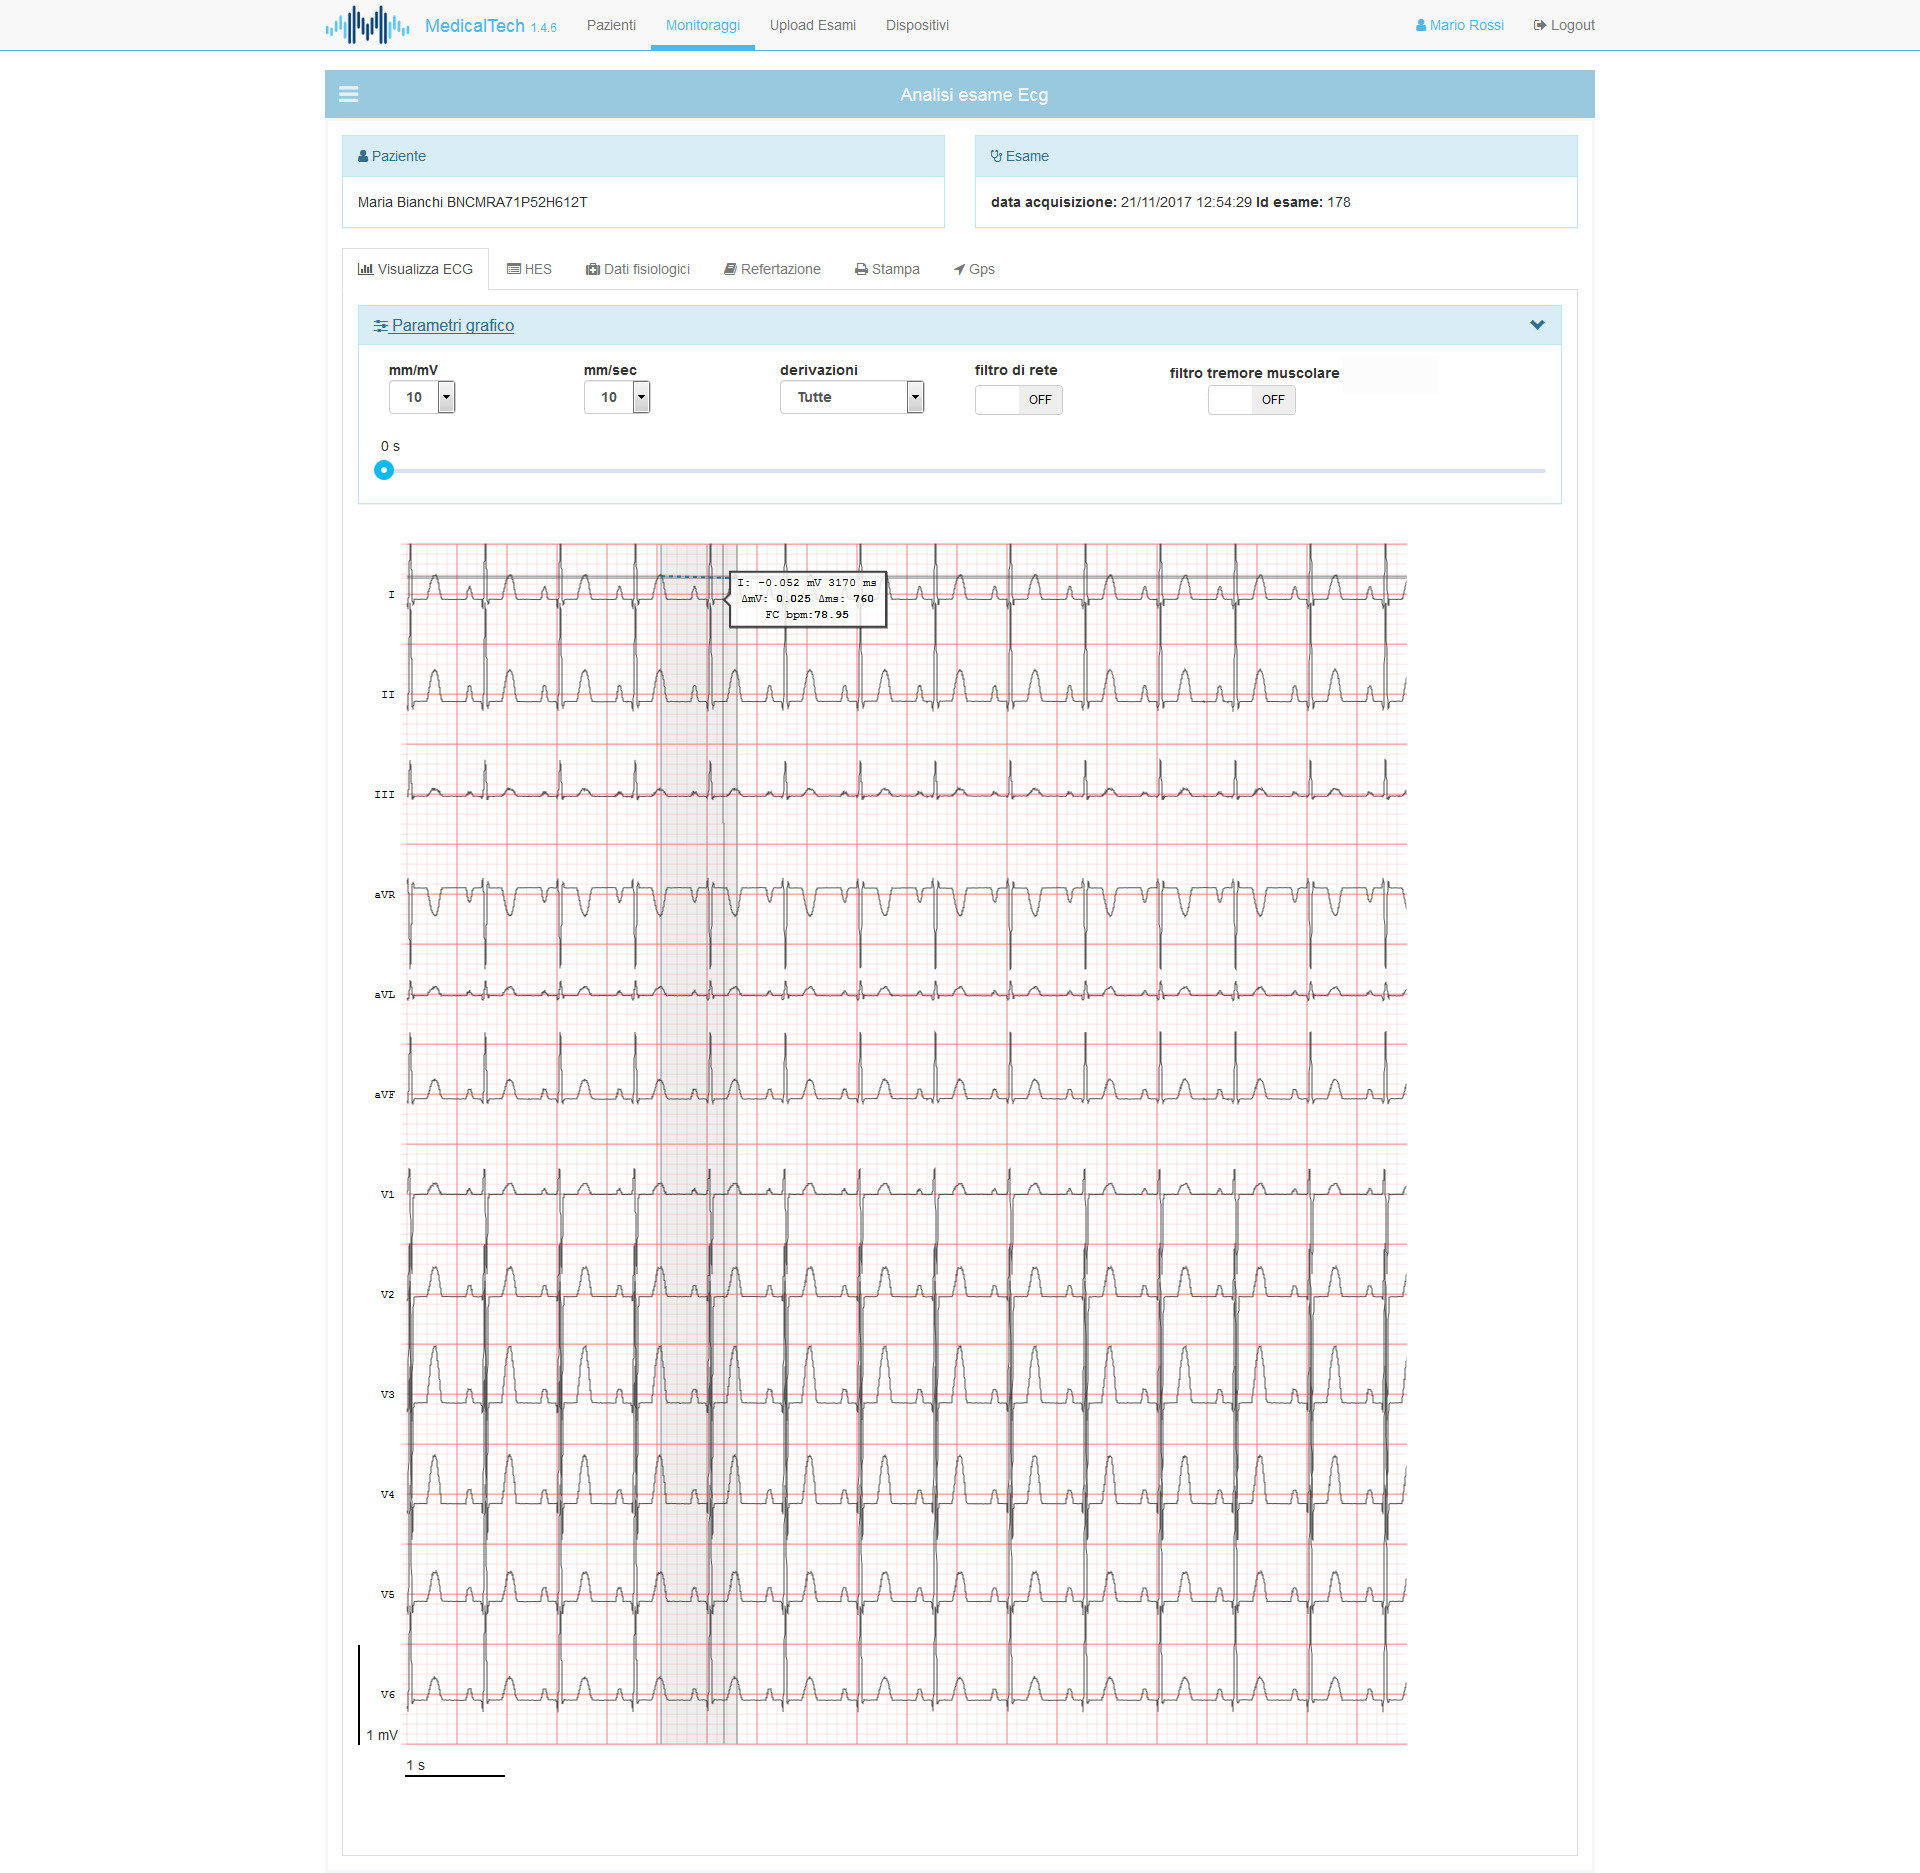 MedicalTech 1.4.6 Pazienti Monitoraggi Upload Esami Dispositivi Mario Rossi Logout
Analisi esame Ecg
Paziente
Maria Bianchi BNCMRA71P52H612T
Esame
data acquisizione: 21/11/2017 12:54:29 Id esame: 178
Visualizza ECG HES Dati fisiologici Refertazione Stampa Gps
Parametri grafico
mm/mV mm/sec derivazioni filtro di rete filtro tremore muscolare
10 10 Tutte OFF OFF
0 s
I: -0.052 mV 3170 ms
ΔmV: 0.025 Δms: 760
FC bpm:78.95
I
II
III
aVR
aVL
aVF
V1
V2
V3
V4
V5
V6
1 mV
1 s